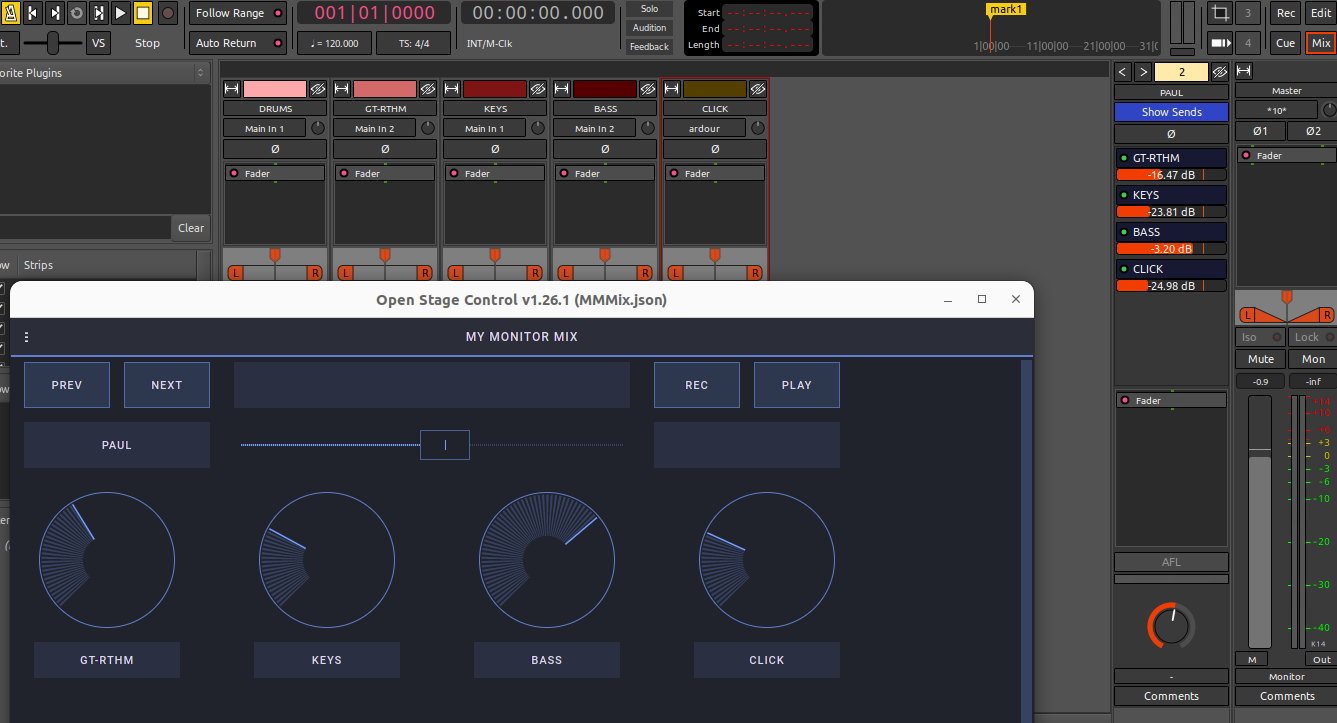 Follow Range
001|01|0000
00:00:00.000
Solo
Audition
Feedback
Start --:--:--.---
End --:--:--.---
Length --:--:--.---
mark1
1|00|00
11|00|00
21|00|00
31|0
3
Rec
Edit
t.
VS
Stop
Auto Return
♩ = 120.000
TS: 4/4
INT/M-Clk
4
Cue
Mix
orite Plugins
Clear
ow
Strips
DRUMS
GT-RTHM
KEYS
BASS
CLICK
Main In 1
Main In 2
Main In 1
Main In 2
ardour
Ø
Ø
Ø
Ø
Ø
Fader
Fader
Fader
Fader
Fader
L R
L R
L R
L R
L R
< > 2
PAUL
Show Sends
Ø
GT-RTHM
-16.47 dB
KEYS
-23.81 dB
BASS
-3.20 dB
CLICK
-24.98 dB
Fader
AFL
-
Comments
Master
*10*
Ø1 Ø2
Fader
L R
Iso Lock
Mute Mon
-0.9 -inf
+14
+10
+6
+3
0
-3
-6
-10
-20
-30
-40
K14
M Out
Monitor
Comments
Open Stage Control v1.26.1 (MMMix.json)
MY MONITOR MIX
PREV
NEXT
REC
PLAY
PAUL
GT-RTHM
KEYS
BASS
CLICK